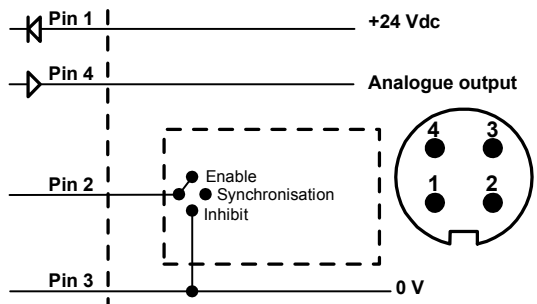 Pin 1
+24 Vdc
Pin 4
Analogue output
4 3
Enable
Pin 2
Synchronisation
1 2
Inhibit
Pin 3
0 V